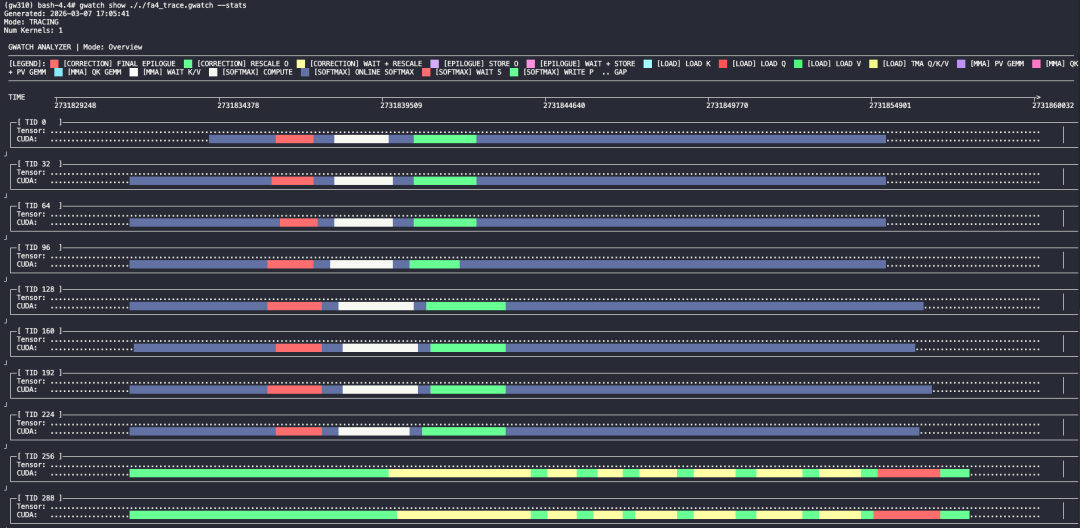 (gw310) bash-4.4# gwatch show ././fa4_trace.gwatch --stats
Generated: 2026-03-07 17:05:41
Mode: TRACING
Num Kernels: 1
GWATCH ANALYZER | Mode: Overview
[LEGEND]: [CORRECTION] FINAL EPILOGUE [CORRECTION] RESCALE O [CORRECTION] WAIT + RESCALE [EPILOGUE] STORE O [EPILOGUE] WAIT + STORE [LOAD] LOAD K [LOAD] LOAD Q [LOAD] LOAD V [LOAD] TMA Q/K/V [MMA] PV GEMM [MMA] QK
+ PV GEMM [MMA] QK GEMM [MMA] WAIT K/V [SOFTMAX] COMPUTE [SOFTMAX] ONLINE SOFTMAX [SOFTMAX] WAIT S [SOFTMAX] WRITE P .. GAP
TIME
2731829248 2731834378 2731839509 2731844640 2731849770 2731854901 2731860032
[ TID 0 ]
Tensor:
CUDA:
[ TID 32 ]
Tensor:
CUDA:
[ TID 64 ]
Tensor:
CUDA:
[ TID 96 ]
Tensor:
CUDA:
[ TID 128 ]
Tensor:
CUDA:
[ TID 160 ]
Tensor:
CUDA:
[ TID 192 ]
Tensor:
CUDA:
[ TID 224 ]
Tensor:
CUDA:
[ TID 256 ]
Tensor:
CUDA:
[ TID 288 ]
Tensor:
CUDA: